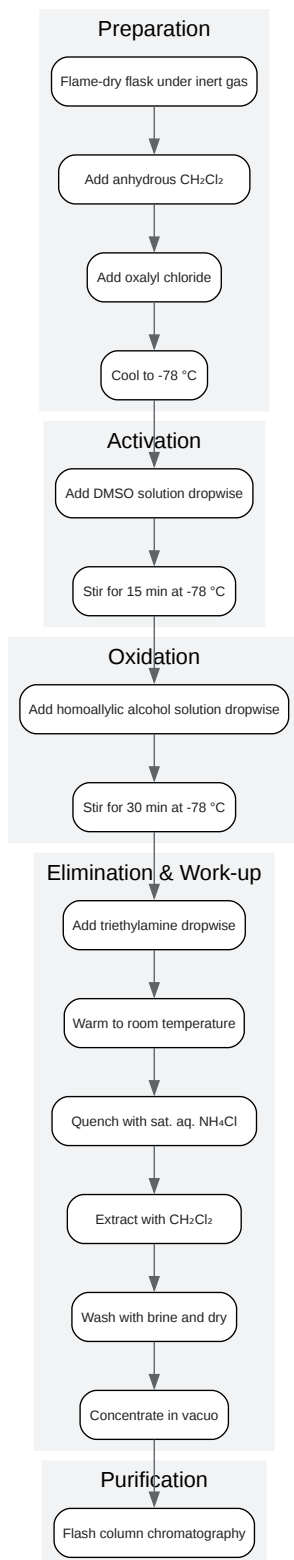 Preparation
Flame-dry flask under inert gas
Add anhydrous CH₂Cl₂
Add oxalyl chloride
Cool to -78 °C
Activation
Add DMSO solution dropwise
Stir for 15 min at -78 °C
Oxidation
Add homoallylic alcohol solution dropwise
Stir for 30 min at -78 °C
Elimination & Work-up
Add triethylamine dropwise
Warm to room temperature
Quench with sat. aq. NH₄Cl
Extract with CH₂Cl₂
Wash with brine and dry
Concentrate in vacuo
Purification
Flash column chromatography